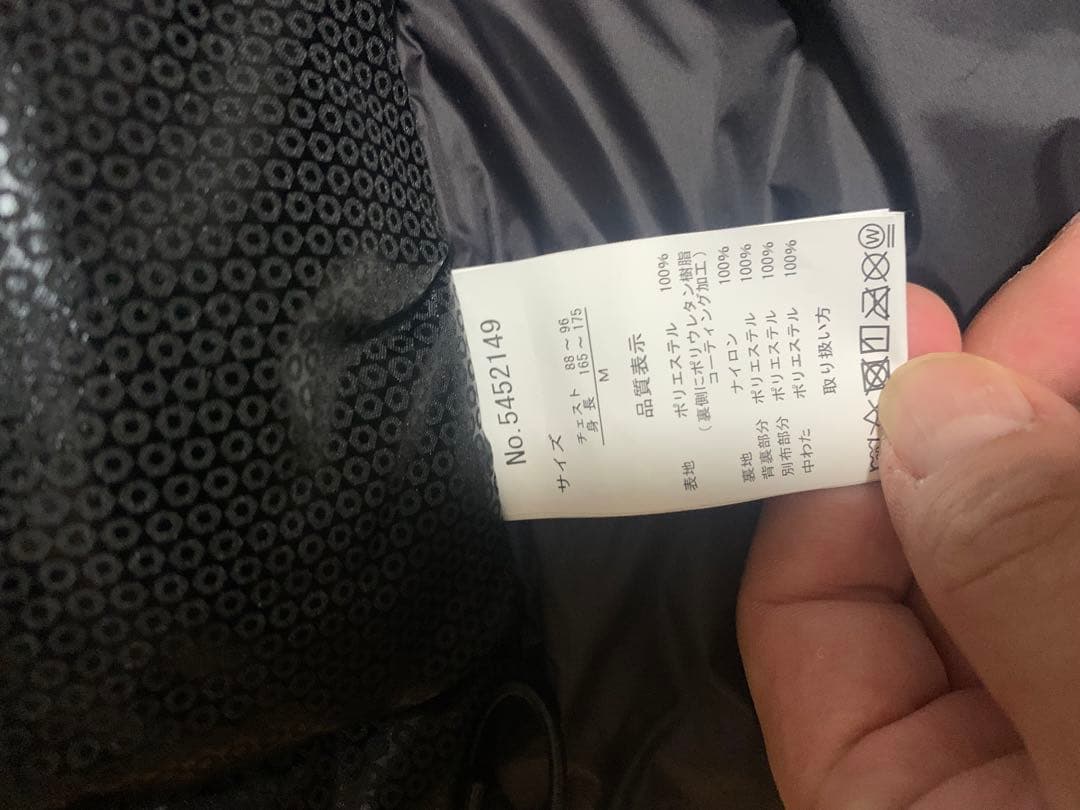 No.5452149
サイズ
チェスト 88～96
身長 165～175
M
品質表示
表地 ポリエステル 100%
(裏側にポリウレタン樹脂
コーティング加工)
裏地 ナイロン 100%
背裏部分 ポリエステル 100%
別布部分 ポリエステル 100%
中わた ポリエステル 100%
取り扱い方
W